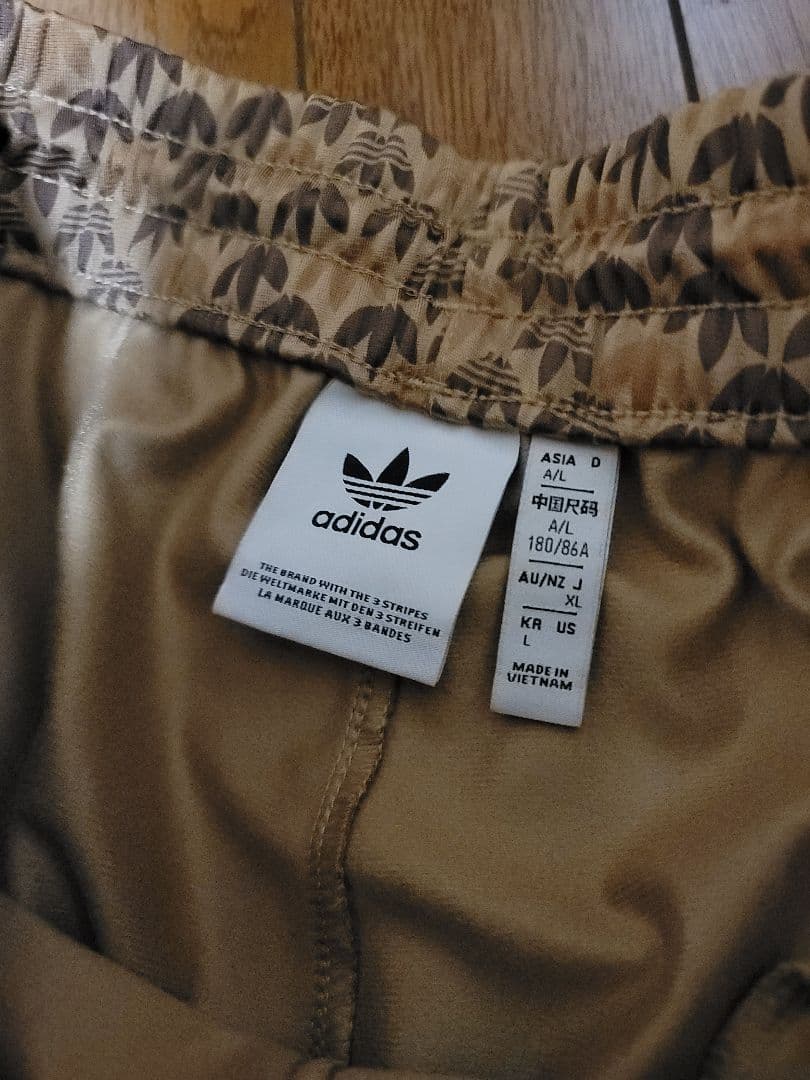 adidas
THE BRAND WITH THE 3 STRIPES
DIE WELTMARKE MIT DEN 3 STREIFEN
LA MARQUE AUX 3 BANDES
ASIA D
A/L
中国尺码
A/L
180/86A
AU/NZ J
XL
KR US
L
MADE IN
VIETNAM